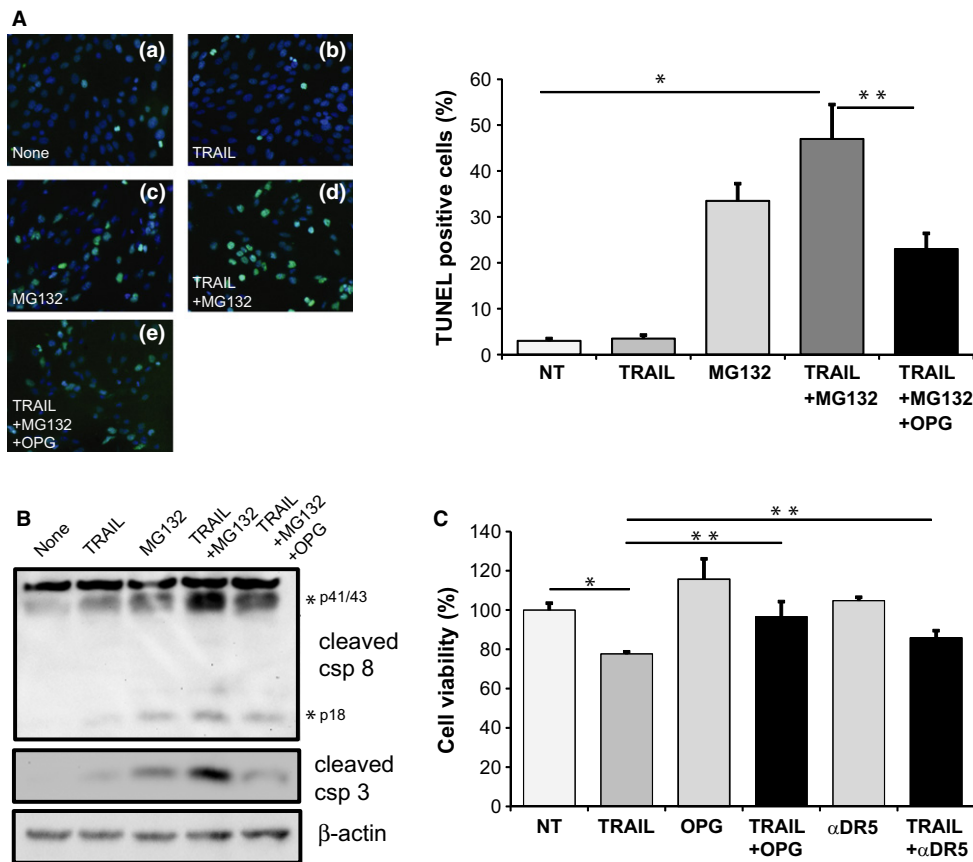 A
(a)
None
(b)
TRAIL
(c)
MG132
(d)
TRAIL
+MG132
(e)
TRAIL
+MG132
+OPG
TUNEL positive cells (%)
60
50
40
30
20
10
0
*
* *
NT
TRAIL
MG132
TRAIL
+MG132
TRAIL
+MG132
+OPG
B
None
TRAIL
MG132
TRAIL
+MG132
TRAIL
+MG132
+OPG
* p41/43
cleaved
csp 8
* p18
cleaved
csp 3
β-actin
C
Cell viability (%)
140
120
100
80
60
40
20
0
*
* *
* *
NT
TRAIL
OPG
TRAIL
+OPG
αDR5
TRAIL
+αDR5